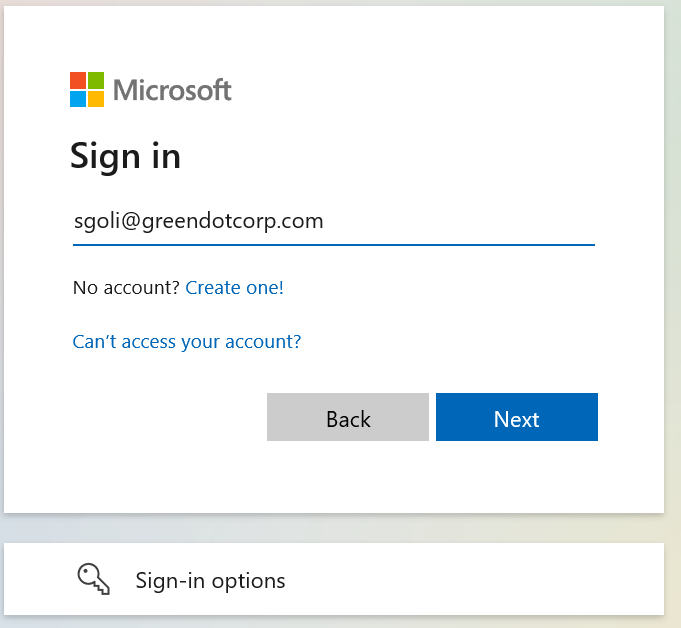 Microsoft
Sign in
sgoli@greendotcorp.com
No account? Create one!
Can’t access your account?
Back
Next
Sign-in options